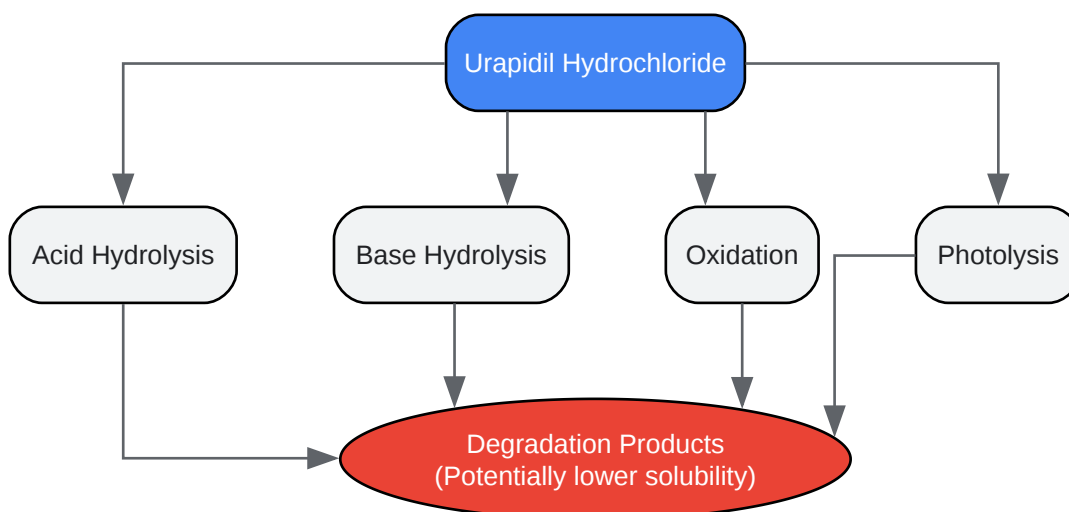 Urapidil Hydrochloride
Acid Hydrolysis
Base Hydrolysis
Oxidation
Photolysis
Degradation Products
(Potentially lower solubility)